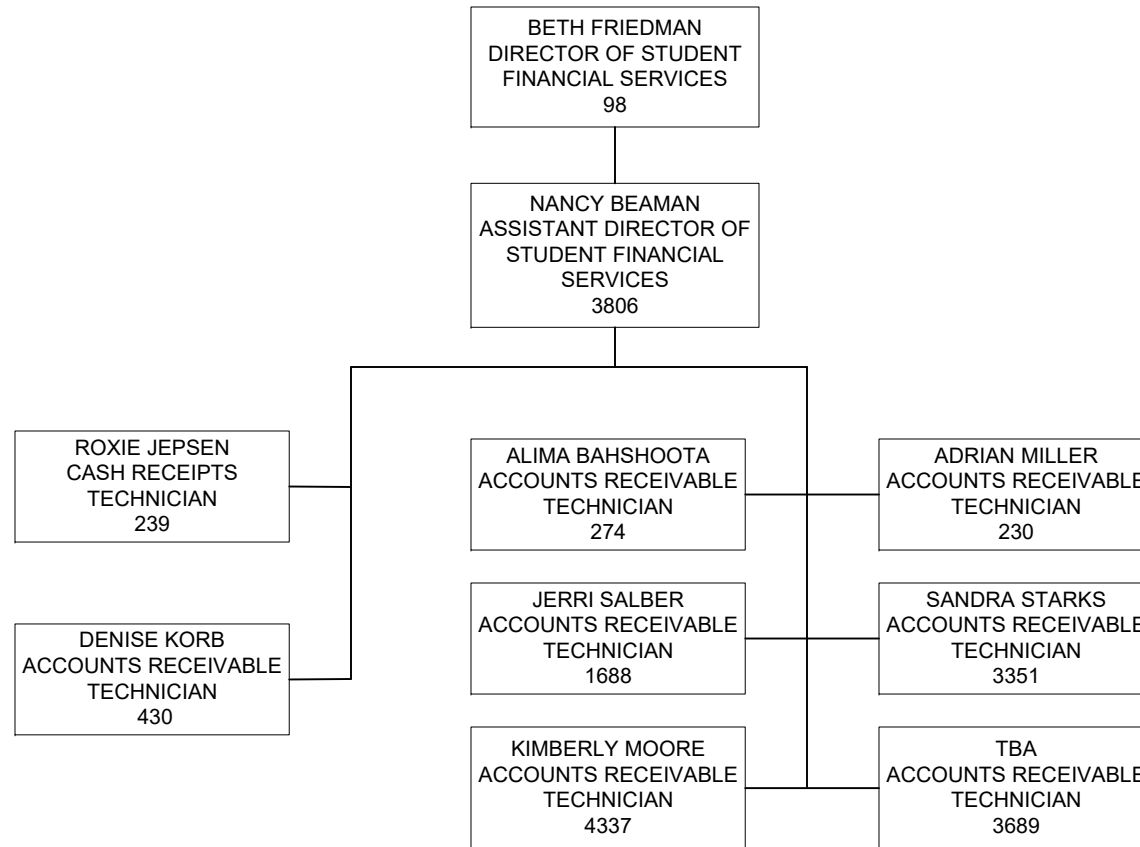 BETH FRIEDMAN
DIRECTOR OF STUDENT
FINANCIAL SERVICES
98
NANCY BEAMAN
ASSISTANT DIRECTOR OF
STUDENT FINANCIAL
SERVICES
3806
ROXIE JEPSEN
CASH RECEIPTS
TECHNICIAN
239
DENISE KORB
ACCOUNTS RECEIVABLE
TECHNICIAN
430
ALIMA BAHSHOOTA
ACCOUNTS RECEIVABLE
TECHNICIAN
274
ADRIAN MILLER
ACCOUNTS RECEIVABLE
TECHNICIAN
230
JERRI SALBER
ACCOUNTS RECEIVABLE
TECHNICIAN
1688
SANDRA STARKS
ACCOUNTS RECEIVABLE
TECHNICIAN
3351
KIMBERLY MOORE
ACCOUNTS RECEIVABLE
TECHNICIAN
4337
TBA
ACCOUNTS RECEIVABLE
TECHNICIAN
3689